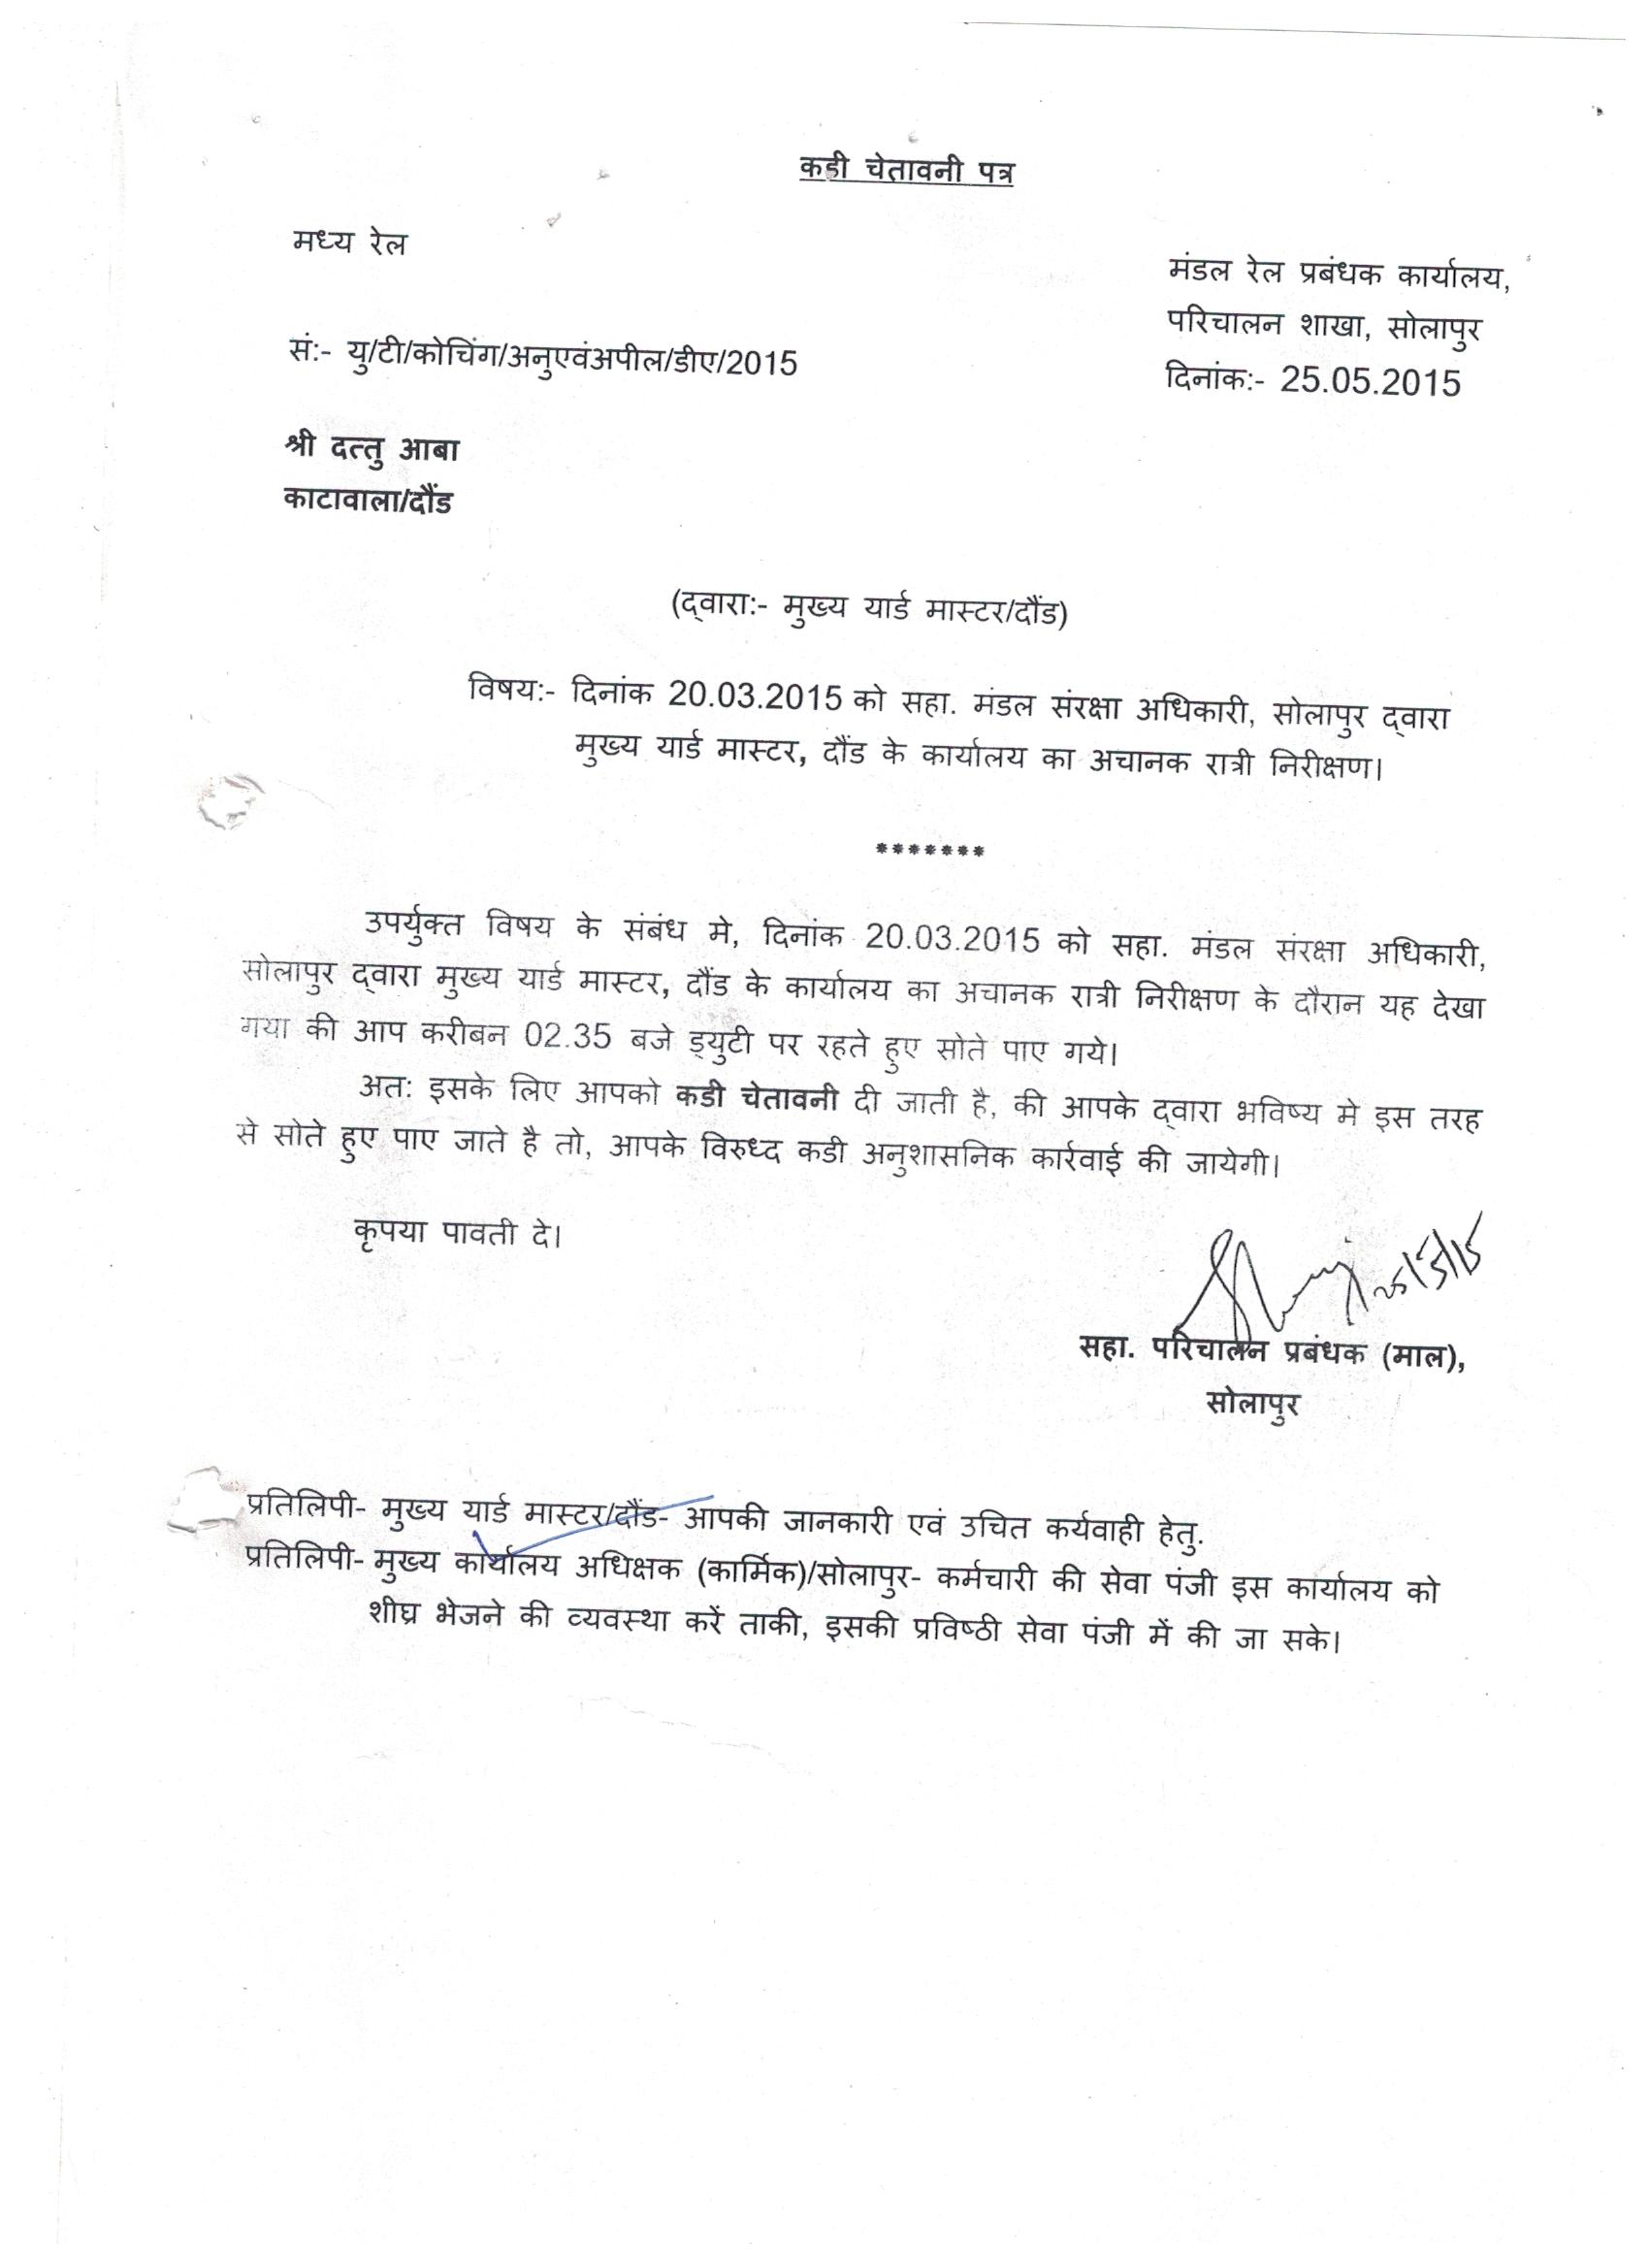 कडी चेतावनी पत्र
मध्य रेल
मंडल रेल प्रबंधक कार्यालय,
परिचालन शाखा, सोलापुर
सं:- यु/टी/कोचिंग/अनुएवंअपील/डीए/2015
दिनांक:- 25.05.2015
श्री दत्तु आबा
काटावाला/दौंड
(द्वारा:- मुख्य यार्ड मास्टर/दौंड)
विषय:- दिनांक 20.03.2015 को सहा. मंडल संरक्षा अधिकारी, सोलापुर द्वारा
मुख्य यार्ड मास्टर, दौंड के कार्यालय का अचानक रात्री निरीक्षण।
*******
उपर्युक्त विषय के संबंध मे, दिनांक 20.03.2015 को सहा. मंडल संरक्षा अधिकारी,
सोलापुर द्वारा मुख्य यार्ड मास्टर, दौंड के कार्यालय का अचानक रात्री निरीक्षण के दौरान यह देखा
गया की आप करीबन 02.35 बजे ड्युटी पर रहते हुए सोते पाए गये।
अत: इसके लिए आपको कडी चेतावनी दी जाती है, की आपके द्वारा भविष्य मे इस तरह
से सोते हुए पाए जाते है तो, आपके विरुध्द कडी अनुशासनिक कार्रवाई की जायेगी।
कृपया पावती दे।
सहा. परिचालन प्रबंधक (माल),
सोलापुर
प्रतिलिपी- मुख्य यार्ड मास्टर/दौंड- आपकी जानकारी एवं उचित कर्यवाही हेतु.
प्रतिलिपी- मुख्य कार्यालय अधिक्षक (कार्मिक)/सोलापुर- कर्मचारी की सेवा पंजी इस कार्यालय को
शीघ्र भेजने की व्यवस्था करें ताकी, इसकी प्रविष्ठी सेवा पंजी में की जा सके।